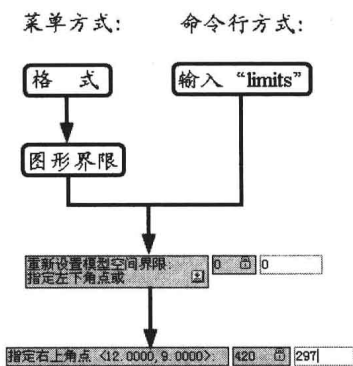 菜单方式: 命令行方式:
格 式 输入“limits”
图形界限
重新设置模型空间界限:
指定左下角点或 0 0
指定右上角点 <12.0000,9.0000> 420 297